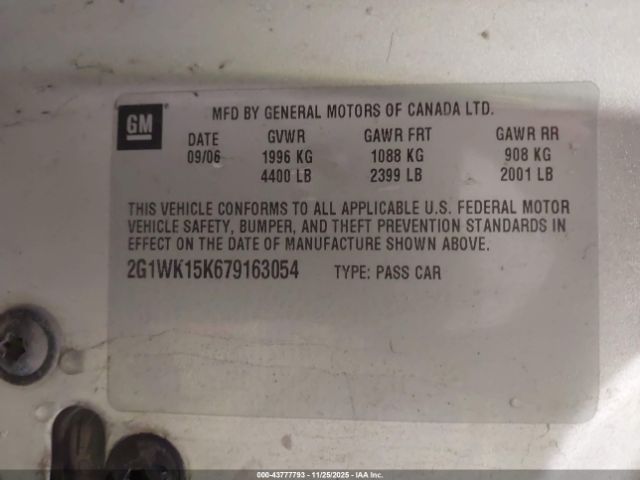 GM
MFD BY GENERAL MOTORS OF CANADA LTD.
DATE GVWR GAWR FRT GAWR RR
09/06 1996 KG 1088 KG 908 KG
4400 LB 2399 LB 2001 LB
THIS VEHICLE CONFORMS TO ALL APPLICABLE U.S. FEDERAL MOTOR
VEHICLE SAFETY, BUMPER, AND THEFT PREVENTION STANDARDS IN
EFFECT ON THE DATE OF MANUFACTURE SHOWN ABOVE.
2G1WK15K679163054 TYPE: PASS CAR
000-43777793 - 11/25/2025 - IAA Inc.